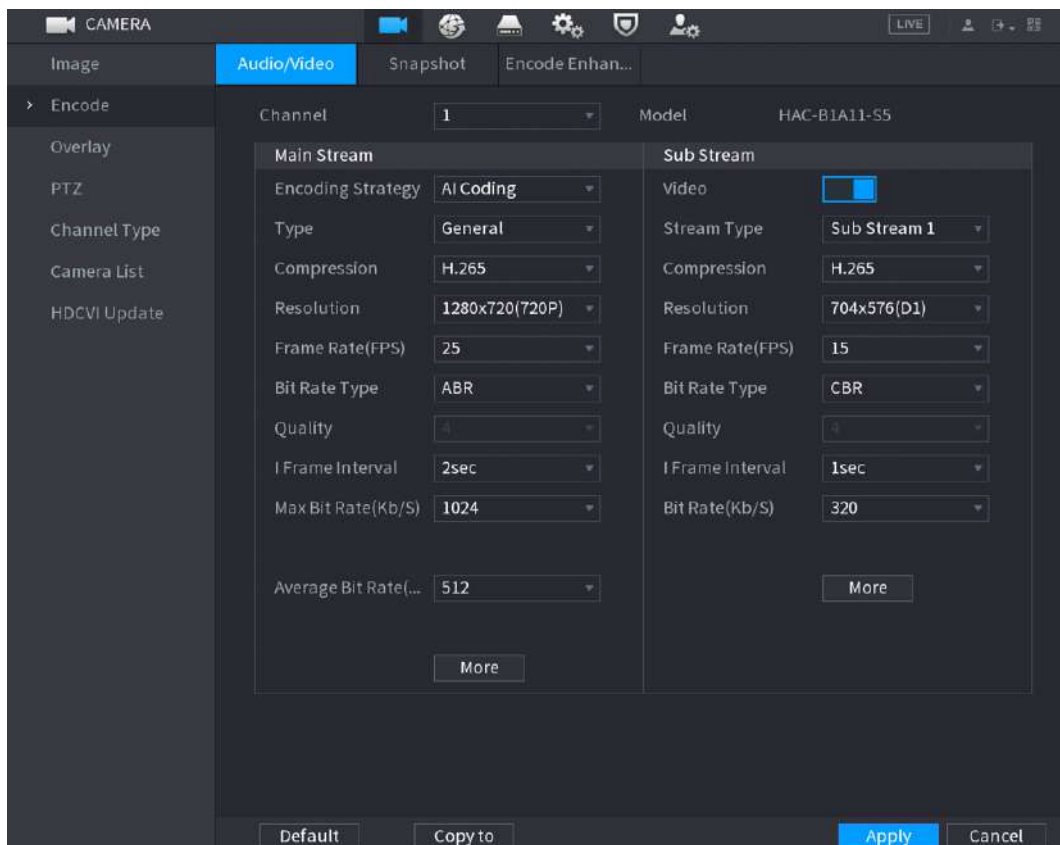 CAMERA LIVE
Image Audio/Video Snapshot Encode Enhan...
Encode
Channel 1 Model HAC-B1A11-S5
Overlay
Main Stream Sub Stream
PTZ Encoding Strategy AI Coding Video
Channel Type Type General Stream Type Sub Stream 1
Camera List Compression H.265 Compression H.265
HDCVI Update Resolution 1280x720(720P) Resolution 704x576(D1)
Frame Rate(FPS) 25 Frame Rate(FPS) 15
Bit Rate Type ABR Bit Rate Type CBR
Quality 4 Quality 4
I Frame Interval 2sec I Frame Interval 1sec
Max Bit Rate(Kb/S) 1024 Bit Rate(Kb/S) 320
Average Bit Rate(... 512 More
More
Default Copy to Apply Cancel